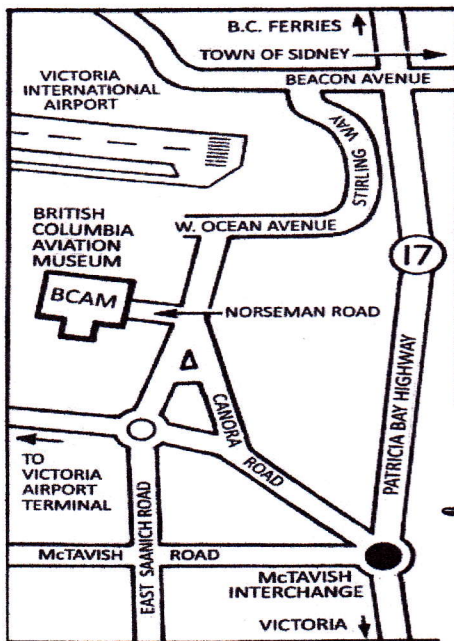 B.C. FERRIES
TOWN OF SIDNEY
BEACON AVENUE
VICTORIA
INTERNATIONAL
AIRPORT
STIRLING WAY
BRITISH
COLUMBIA
AVIATION
MUSEUM
W. OCEAN AVENUE
17
BCAM
NORSEMAN ROAD
PATRICIA BAY HIGHWAY
CANORA
ROAD
TO
VICTORIA
AIRPORT
TERMINAL
EAST SAANICH ROAD
McTAVISH ROAD
McTAVISH
INTERCHANGE
VICTORIA